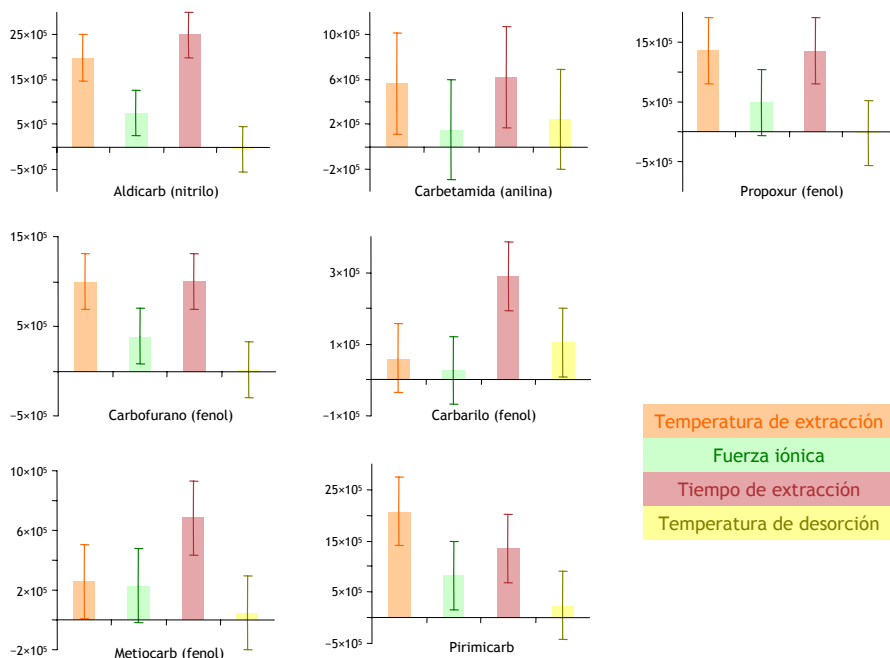 25×10⁵
15×10⁵
5×10⁵
−5×10⁵
Aldicarb (nitrilo)
10×10⁵
6×10⁵
2×10⁵
−2×10⁵
Carbetamida (anilina)
15×10⁵
5×10⁵
−5×10⁵
Propoxur (fenol)
15×10⁵
5×10⁵
−5×10⁵
Carbofurano (fenol)
3×10⁵
1×10⁵
−1×10⁵
Carbarilo (fenol)
Temperatura de extracción
Fuerza iónica
Tiempo de extracción
Temperatura de desorción
10×10⁵
6×10⁵
2×10⁵
−2×10⁵
Metiocarb (fenol)
25×10⁵
15×10⁵
5×10⁵
−5×10⁵
Pirimicarb